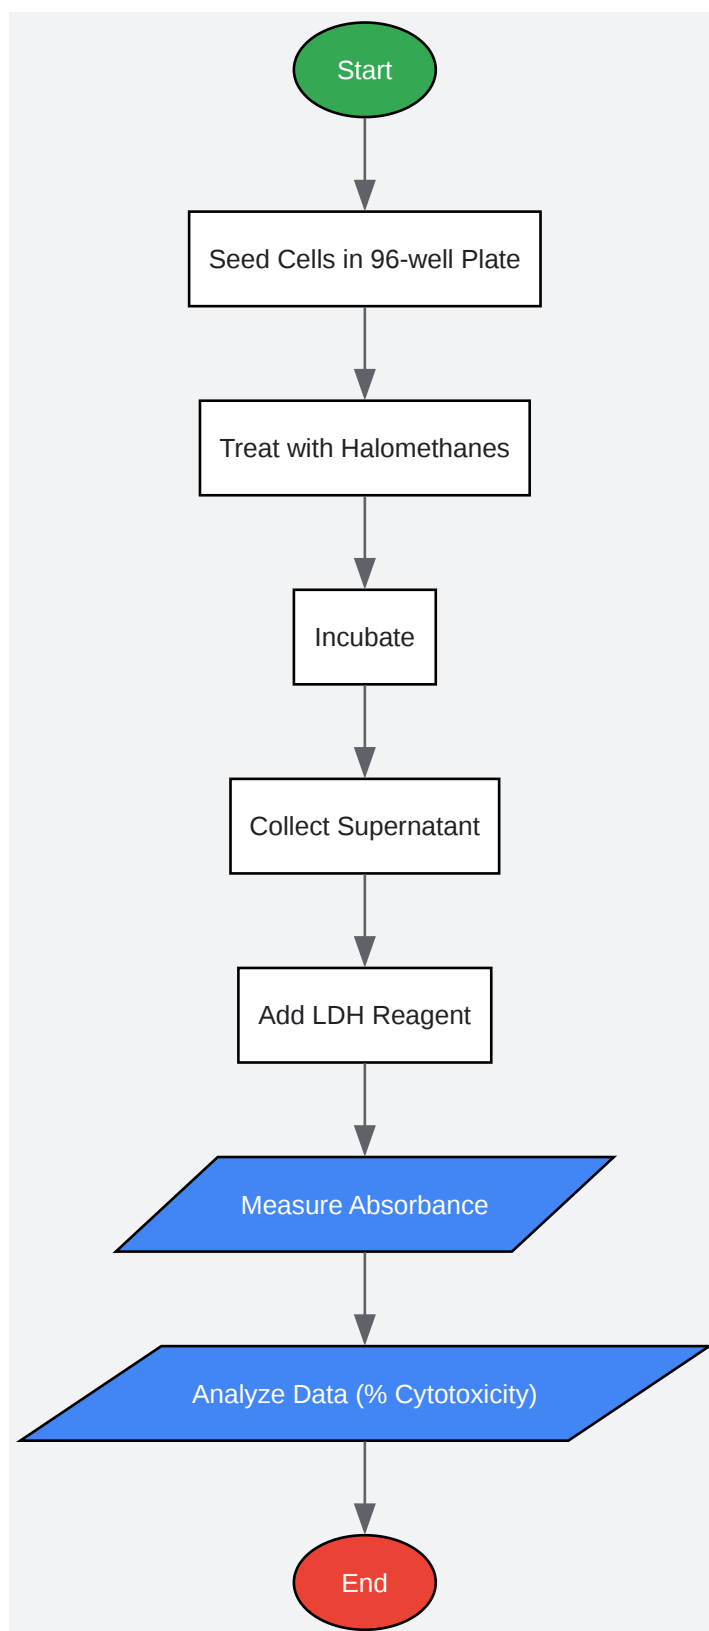 Start
Seed Cells in 96-well Plate
Treat with Halomethanes
Incubate
Collect Supernatant
Add LDH Reagent
Measure Absorbance
Analyze Data (% Cytotoxicity)
End